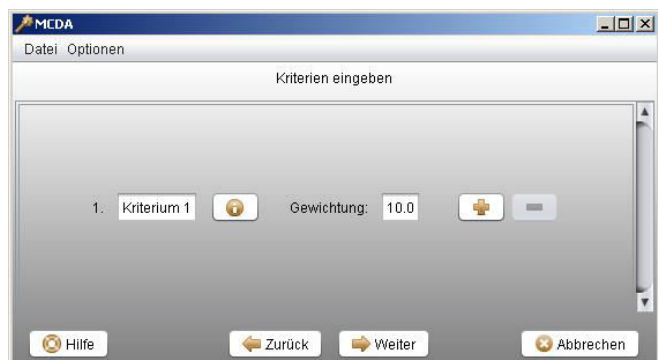 MCDA
Datei Optionen
Kriterien eingeben
1. Kriterium 1 Gewichtung: 10.0
Hilfe Zurück Weiter Abbrechen